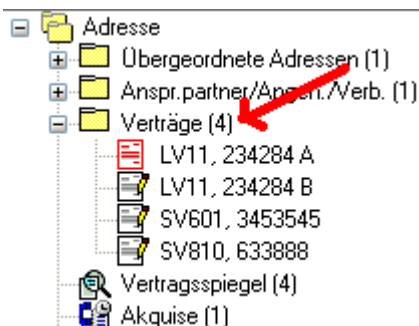 Adresse
Übergeordnete Adressen (1)
Anspr.partner/Angeh./Verb. (1)
Verträge (4)
LV11, 234284 A
LV11, 234284 B
SV601, 3453545
SV810, 633888
Vertragsspiegel (4)
Akquise (1)